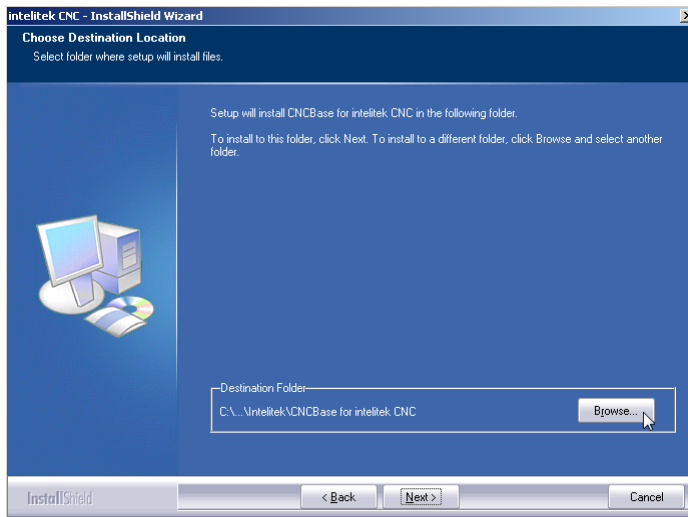 intelitek CNC - InstallShield Wizard
Choose Destination Location
Select folder where setup will install files.
Setup will install CNCBase for intelitek CNC in the following folder.
To install to this folder, click Next. To install to a different folder, click Browse and select another
folder.
Destination Folder
C:\...\Intelitek\CNCBase for intelitek CNC
Browse...
InstallShield
< Back
Next >
Cancel